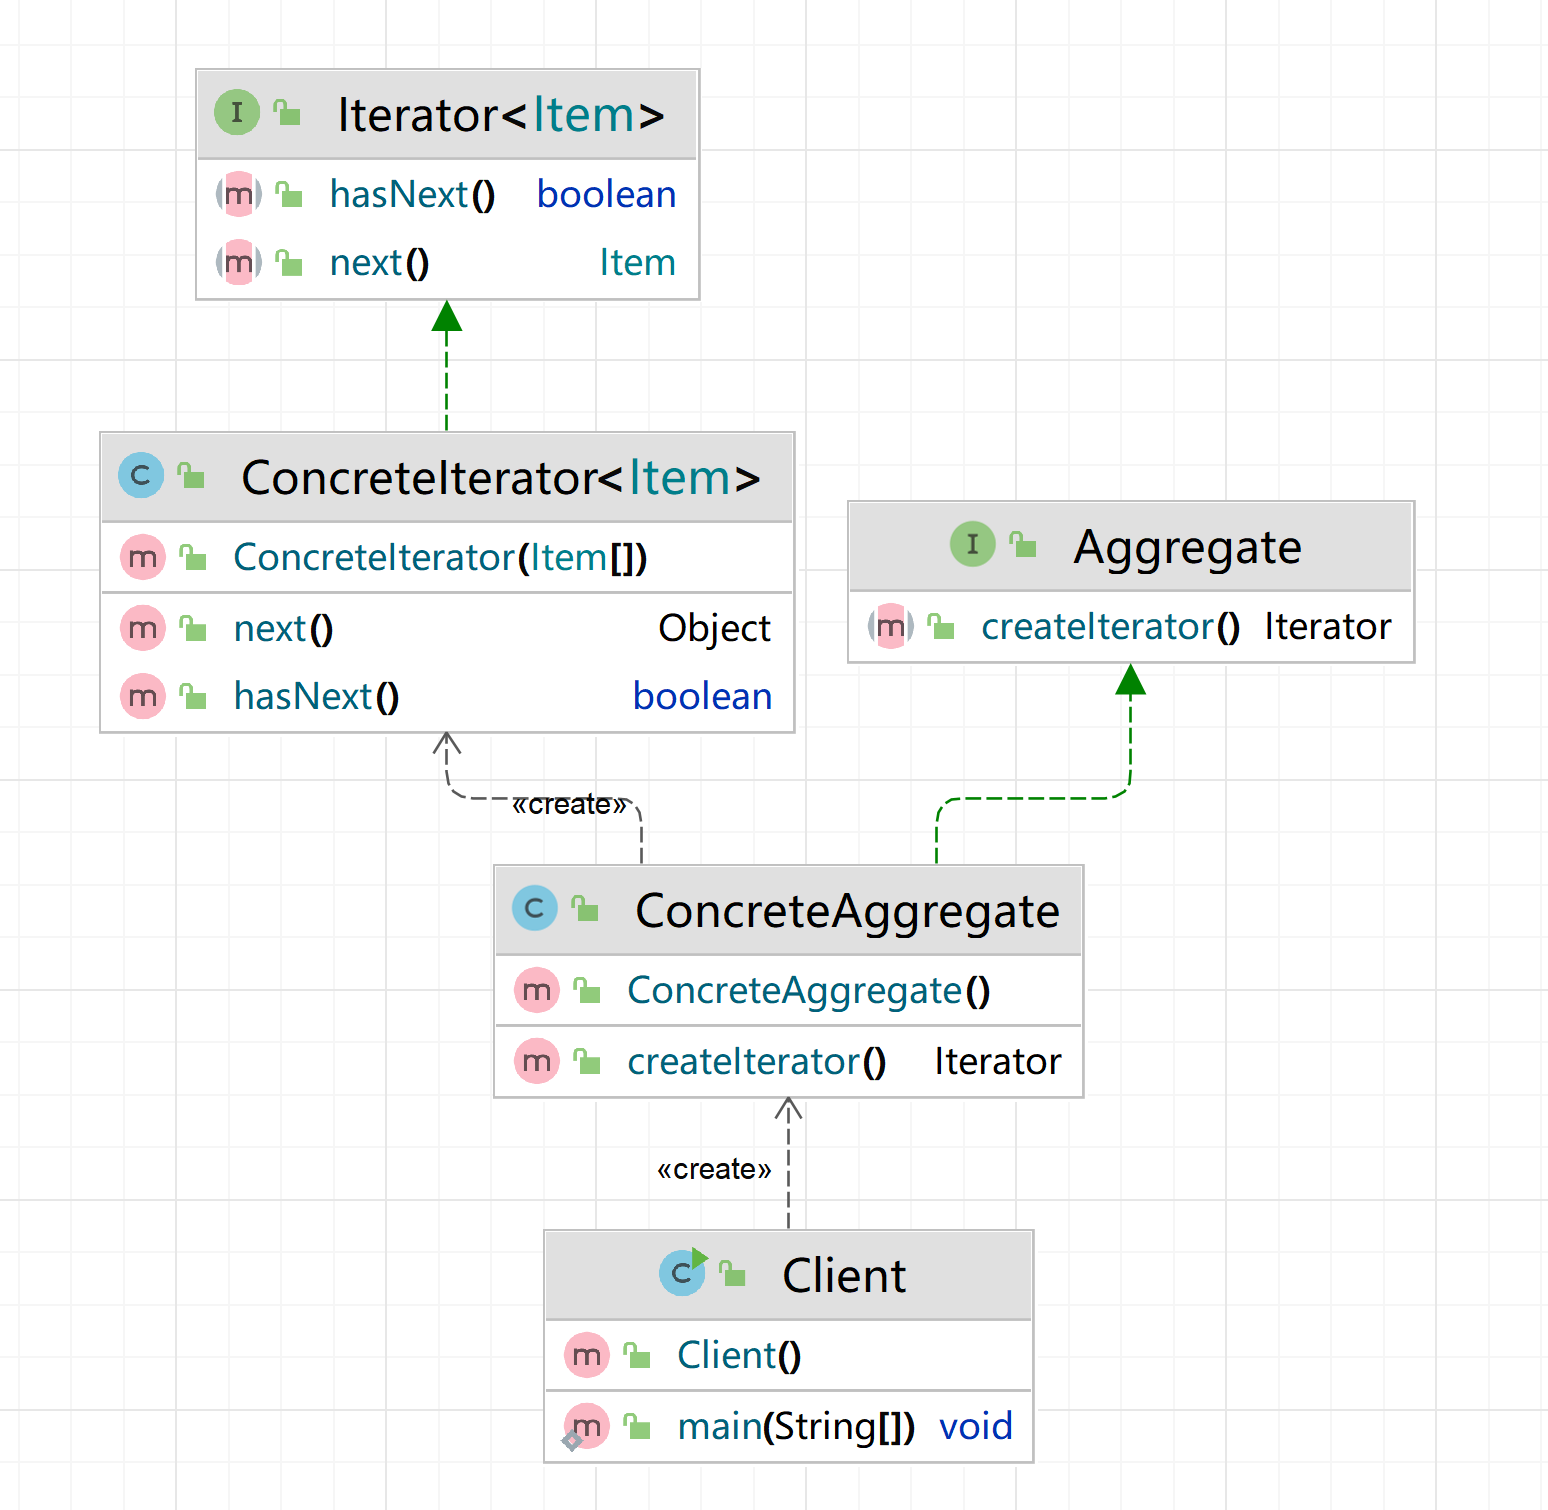 I Iterator<Item>
m hasNext() boolean
m next() Item
C ConcreteIterator<Item>
m ConcreteIterator(Item[])
m next() Object
m hasNext() boolean
I Aggregate
m createIterator() Iterator
«create»
C ConcreteAggregate
m ConcreteAggregate()
m createIterator() Iterator
«create»
C Client
m Client()
m main(String[]) void